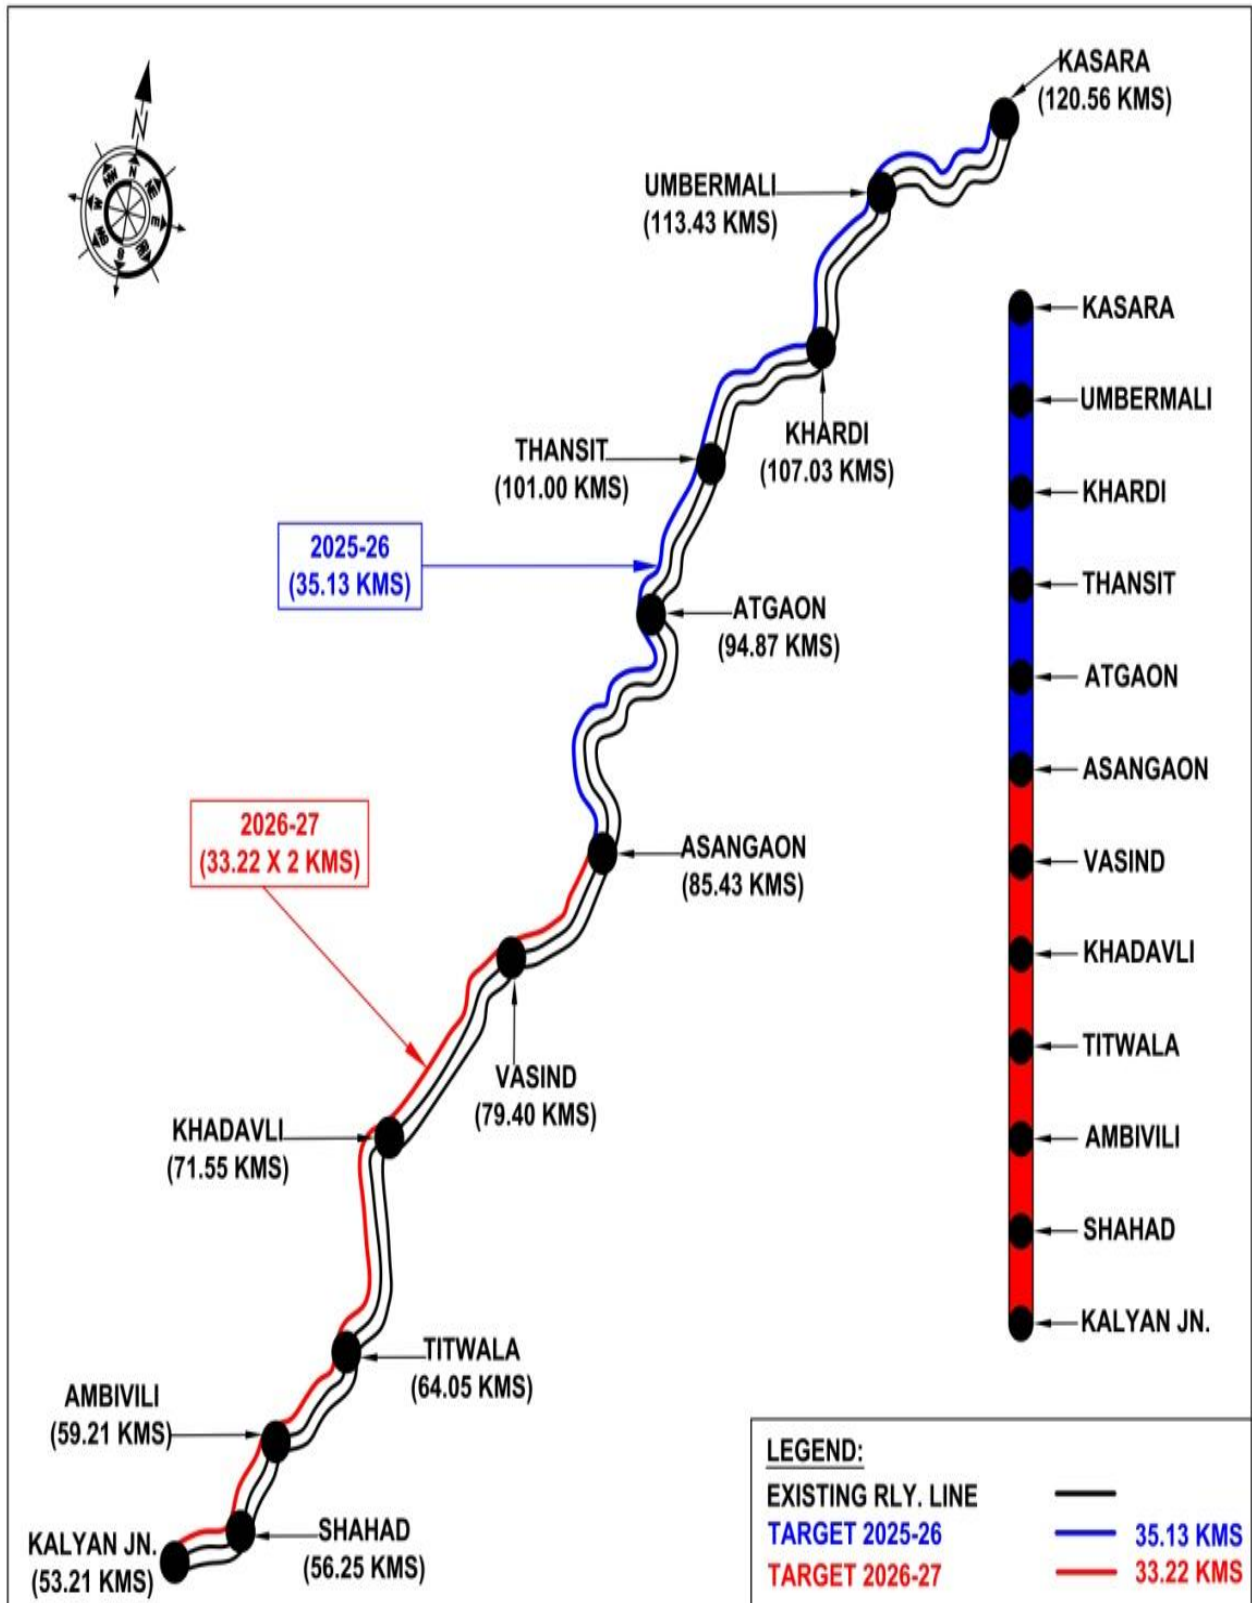 N
N
NE
E
S
W
NW
KASARA
(120.56 KMS)
UMBERMALI
(113.43 KMS)
KHARDI
(107.03 KMS)
THANSIT
(101.00 KMS)
2025-26
(35.13 KMS)
ATGAON
(94.87 KMS)
2026-27
(33.22 X 2 KMS)
ASANGAON
(85.43 KMS)
VASIND
(79.40 KMS)
KHADAVLI
(71.55 KMS)
TITWALA
(64.05 KMS)
AMBIVILI
(59.21 KMS)
SHAHAD
(56.25 KMS)
KALYAN JN.
(53.21 KMS)
KASARA
UMBERMALI
KHARDI
THANSIT
ATGAON
ASANGAON
VASIND
KHADAVLI
TITWALA
AMBIVILI
SHAHAD
KALYAN JN.
LEGEND:
EXISTING RLY. LINE
TARGET 2025-26 35.13 KMS
TARGET 2026-27 33.22 KMS